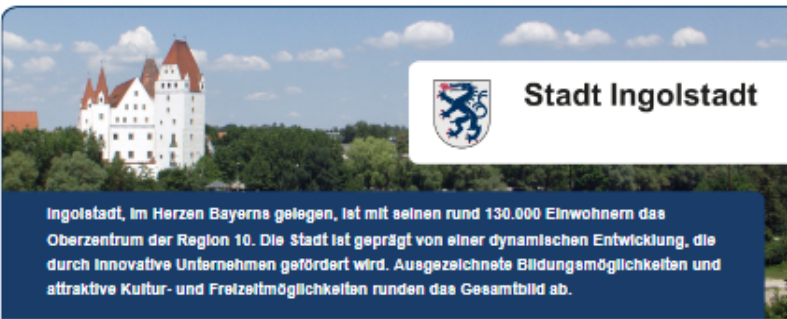 Stadt Ingolstadt
Ingolstadt, im Herzen Bayerns gelegen, ist mit seinen rund 130.000 Einwohnern das
Oberzentrum der Region 10. Die Stadt ist geprägt von einer dynamischen Entwicklung, die
durch innovative Unternehmen gefördert wird. Ausgezeichnete Bildungsmöglichkeiten und
attraktive Kultur- und Freizeitmöglichkeiten runden das Gesamtbild ab.